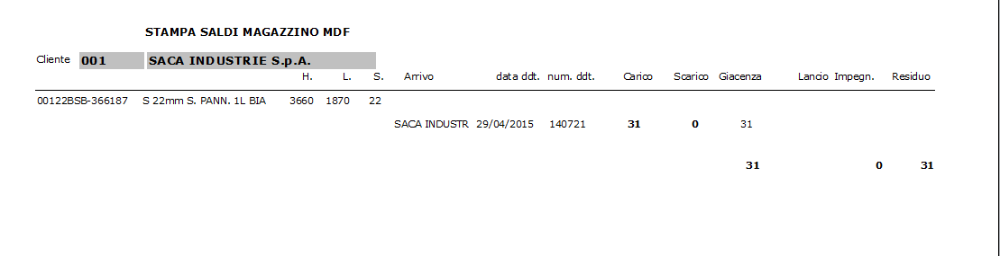 STAMPA SALDI MAGAZZINO MDF
Cliente 001 SACA INDUSTRIE S.p.A.
H. L. S. Arrivo data ddt. num. ddt. Carico Scarico Giacenza Lancio Impegn. Residuo
00122BSB-366187 S 22mm S. PANN. 1L BIA 3660 1870 22
SACA INDUSTR 29/04/2015 140721 31 0 31
31 0 31